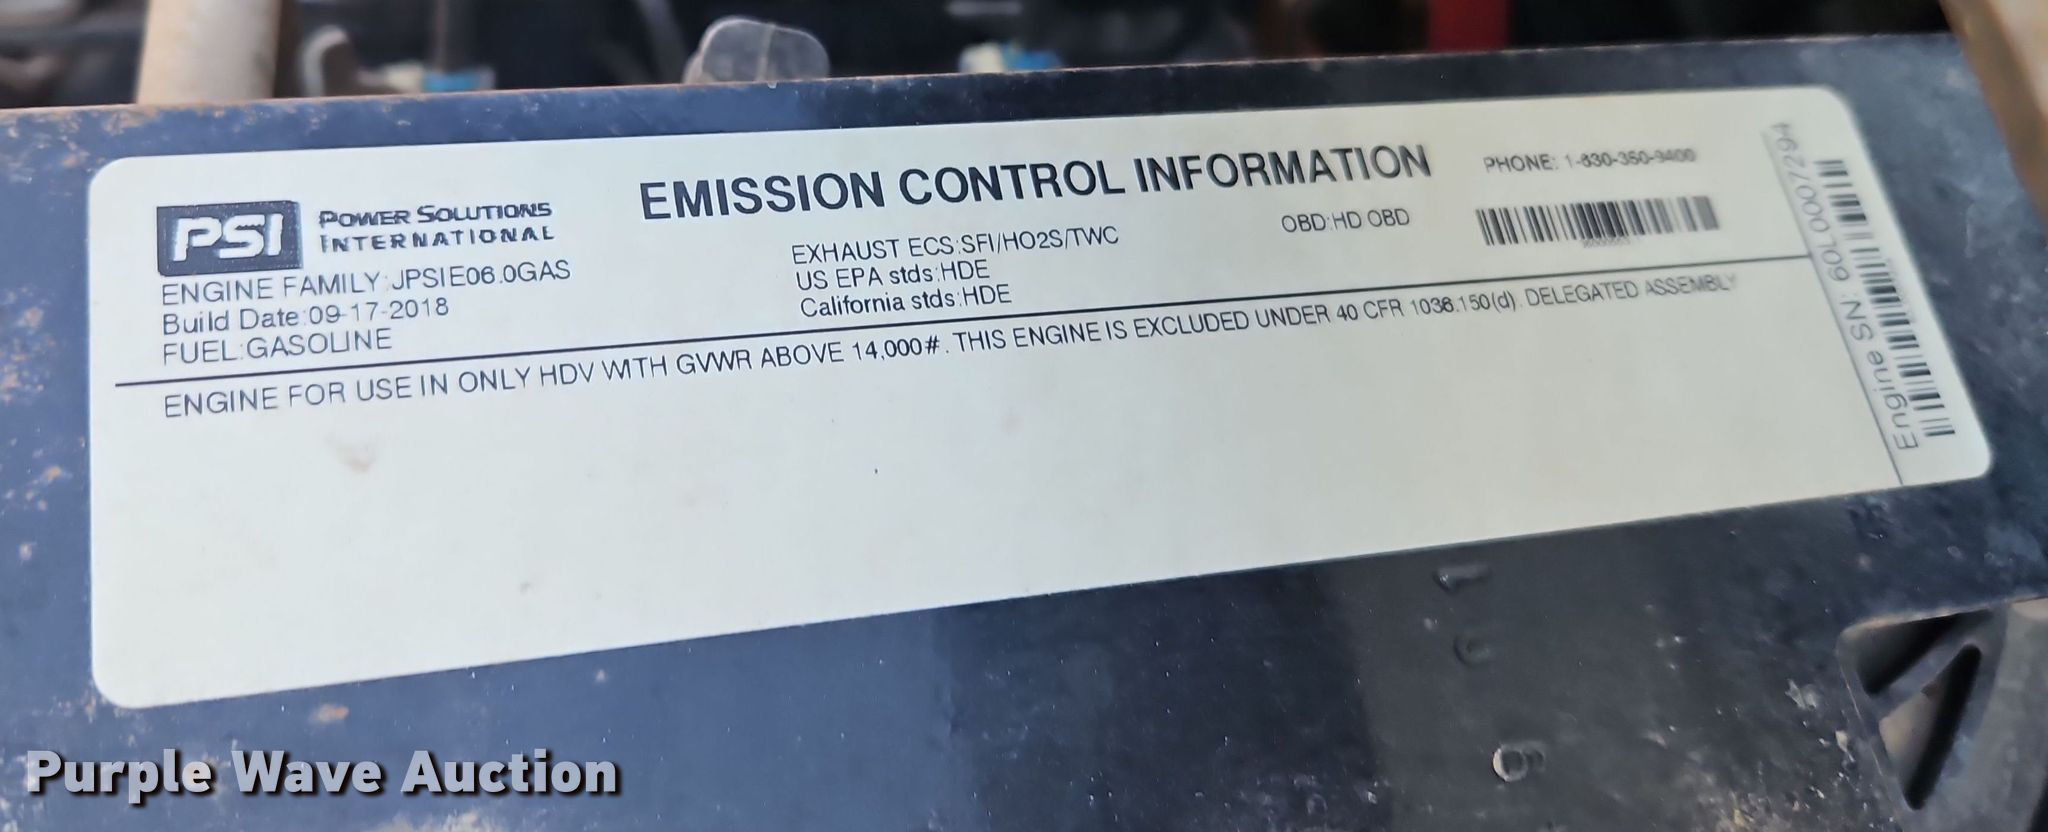 EMISSION CONTROL INFORMATION
PHONE: 1-630-350-9400
PSI POWER SOLUTIONS
INTERNATIONAL
ENGINE FAMILY:JPSIE06.0GAS
Build Date:09-17-2018
FUEL:GASOLINE
EXHAUST ECS:SFI/HO2S/TWC
US EPA stds:HDE
California stds:HDE
OBD:HD OBD
ENGINE FOR USE IN ONLY HDV WITH GVWR ABOVE 14,000#. THIS ENGINE IS EXCLUDED UNDER 40 CFR 1036.150(d). DELEGATED ASSEMBLY
Engine SN: 60L0007294
Purple Wave Auction